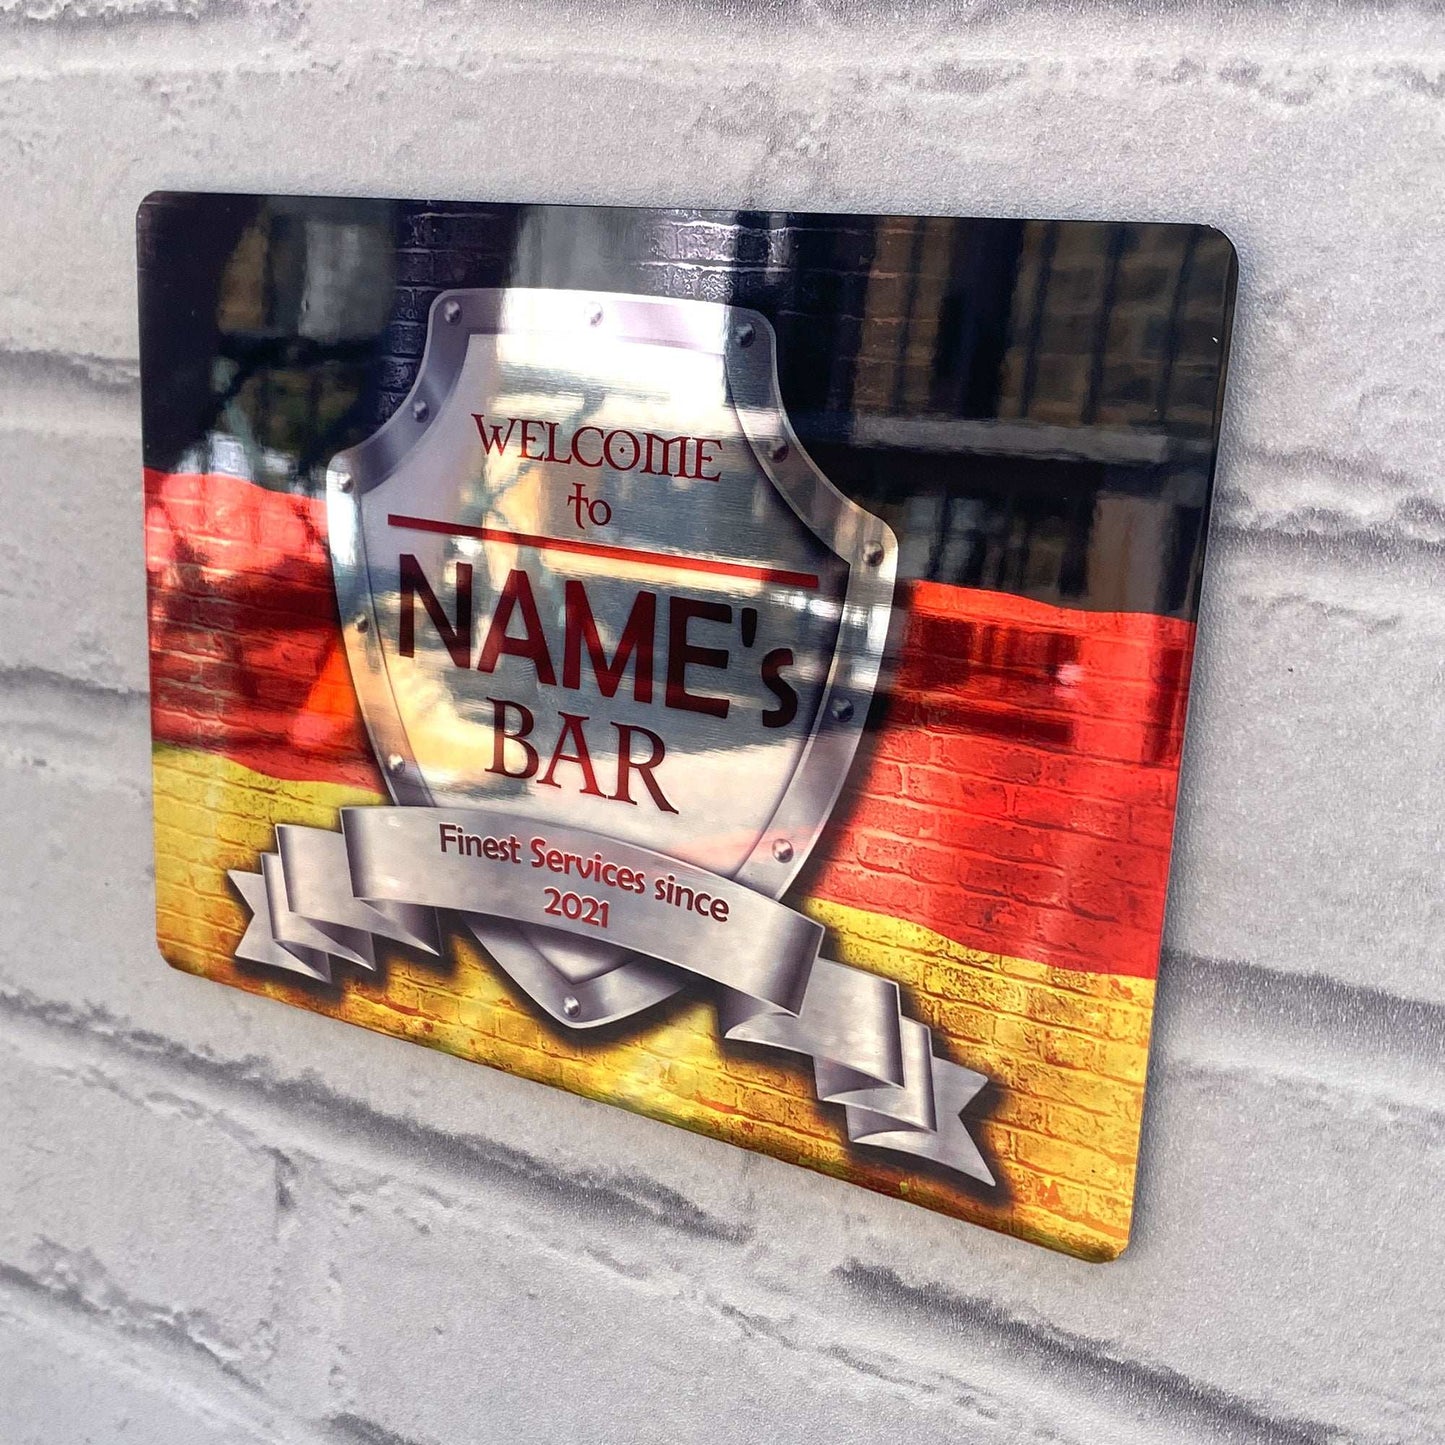 WELCOME
to
NAME's
BAR
Finest Services since
2021